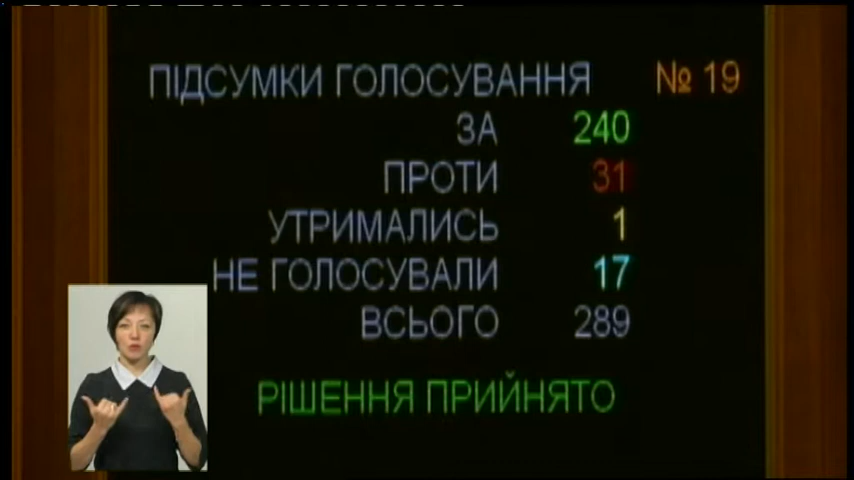 ПІДСУМКИ ГОЛОСУВАННЯ № 19
ЗА 240
ПРОТИ 31
УТРИМАЛИСЬ 1
НЕ ГОЛОСУВАЛИ 17
ВСЬОГО 289
РІШЕННЯ ПРИЙНЯТО